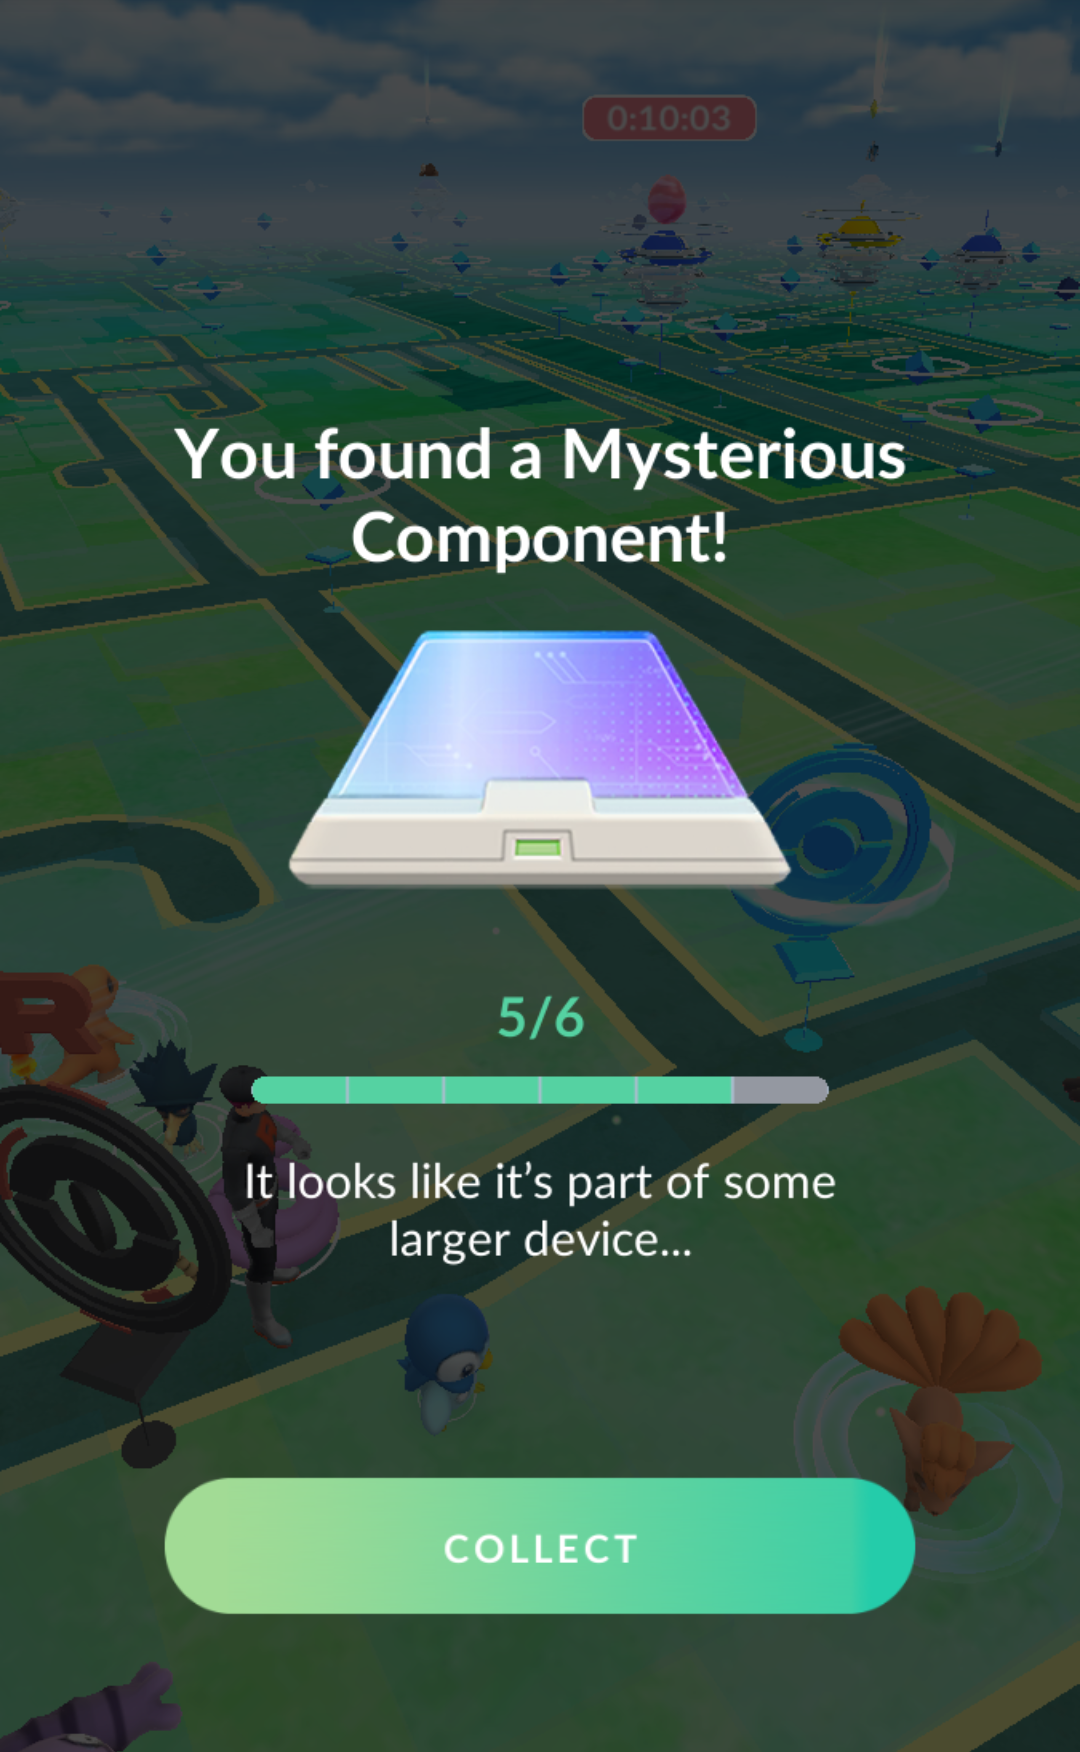 0:10:03
You found a Mysterious
Component!
5/6
R
It looks like it’s part of some
larger device...
COLLECT